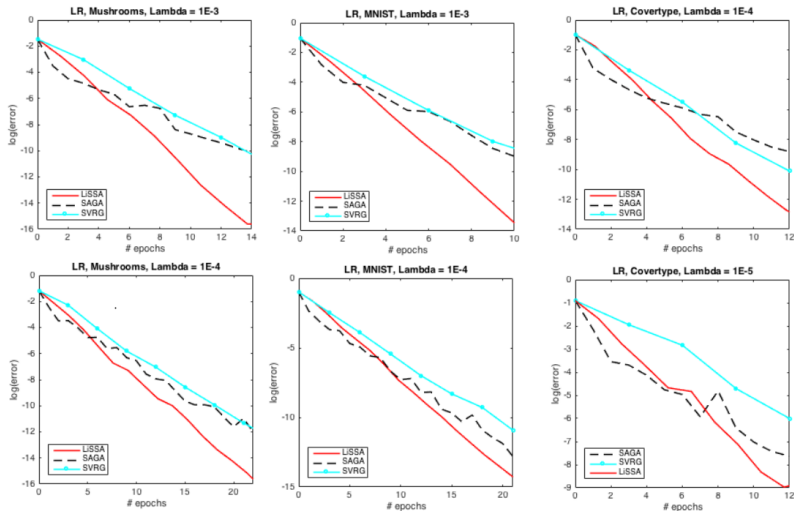 LR, Mushrooms, Lambda = 1E-3
0
-2
-4
-6
-8
-10
-12
-14
-16
log(error)
LiSSA
SAGA
SVRG
0 2 4 6 8 10 12 14
# epochs
LR, MNIST, Lambda = 1E-3
0
-2
-4
-6
-8
-10
-12
-14
log(error)
LiSSA
SAGA
SVRG
0 2 4 6 8 10
# epochs
LR, Covertype, Lambda = 1E-4
0
-2
-4
-6
-8
-10
-12
-14
log(error)
LiSSA
SAGA
SVRG
0 2 4 6 8 10 12
# epochs
LR, Mushrooms, Lambda = 1E-4
0
-2
-4
-6
-8
-10
-12
-14
-16
log(error)
LiSSA
SAGA
SVRG
0 5 10 15 20
# epochs
LR, MNIST, Lambda = 1E-4
0
-5
-10
-15
log(error)
LiSSA
SAGA
SVRG
0 5 10 15 20
# epochs
LR, Covertype, Lambda = 1E-5
0
-1
-2
-3
-4
-5
-6
-7
-8
-9
log(error)
SAGA
SVRG
LiSSA
0 2 4 6 8 10 12
# epochs